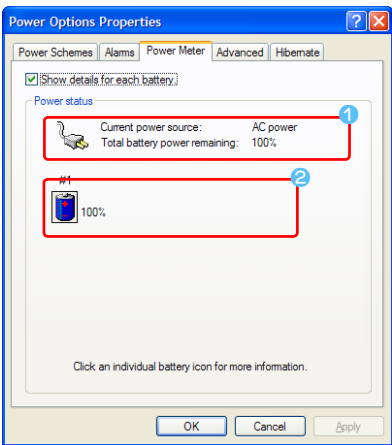 Power Options Properties
Power Schemes Alarms Power Meter Advanced Hibernate
Show details for each battery.
Power status
1
Current power source: AC power
Total battery power remaining: 100%
2
#1
100%
Click an individual battery icon for more information.
OK Cancel Apply